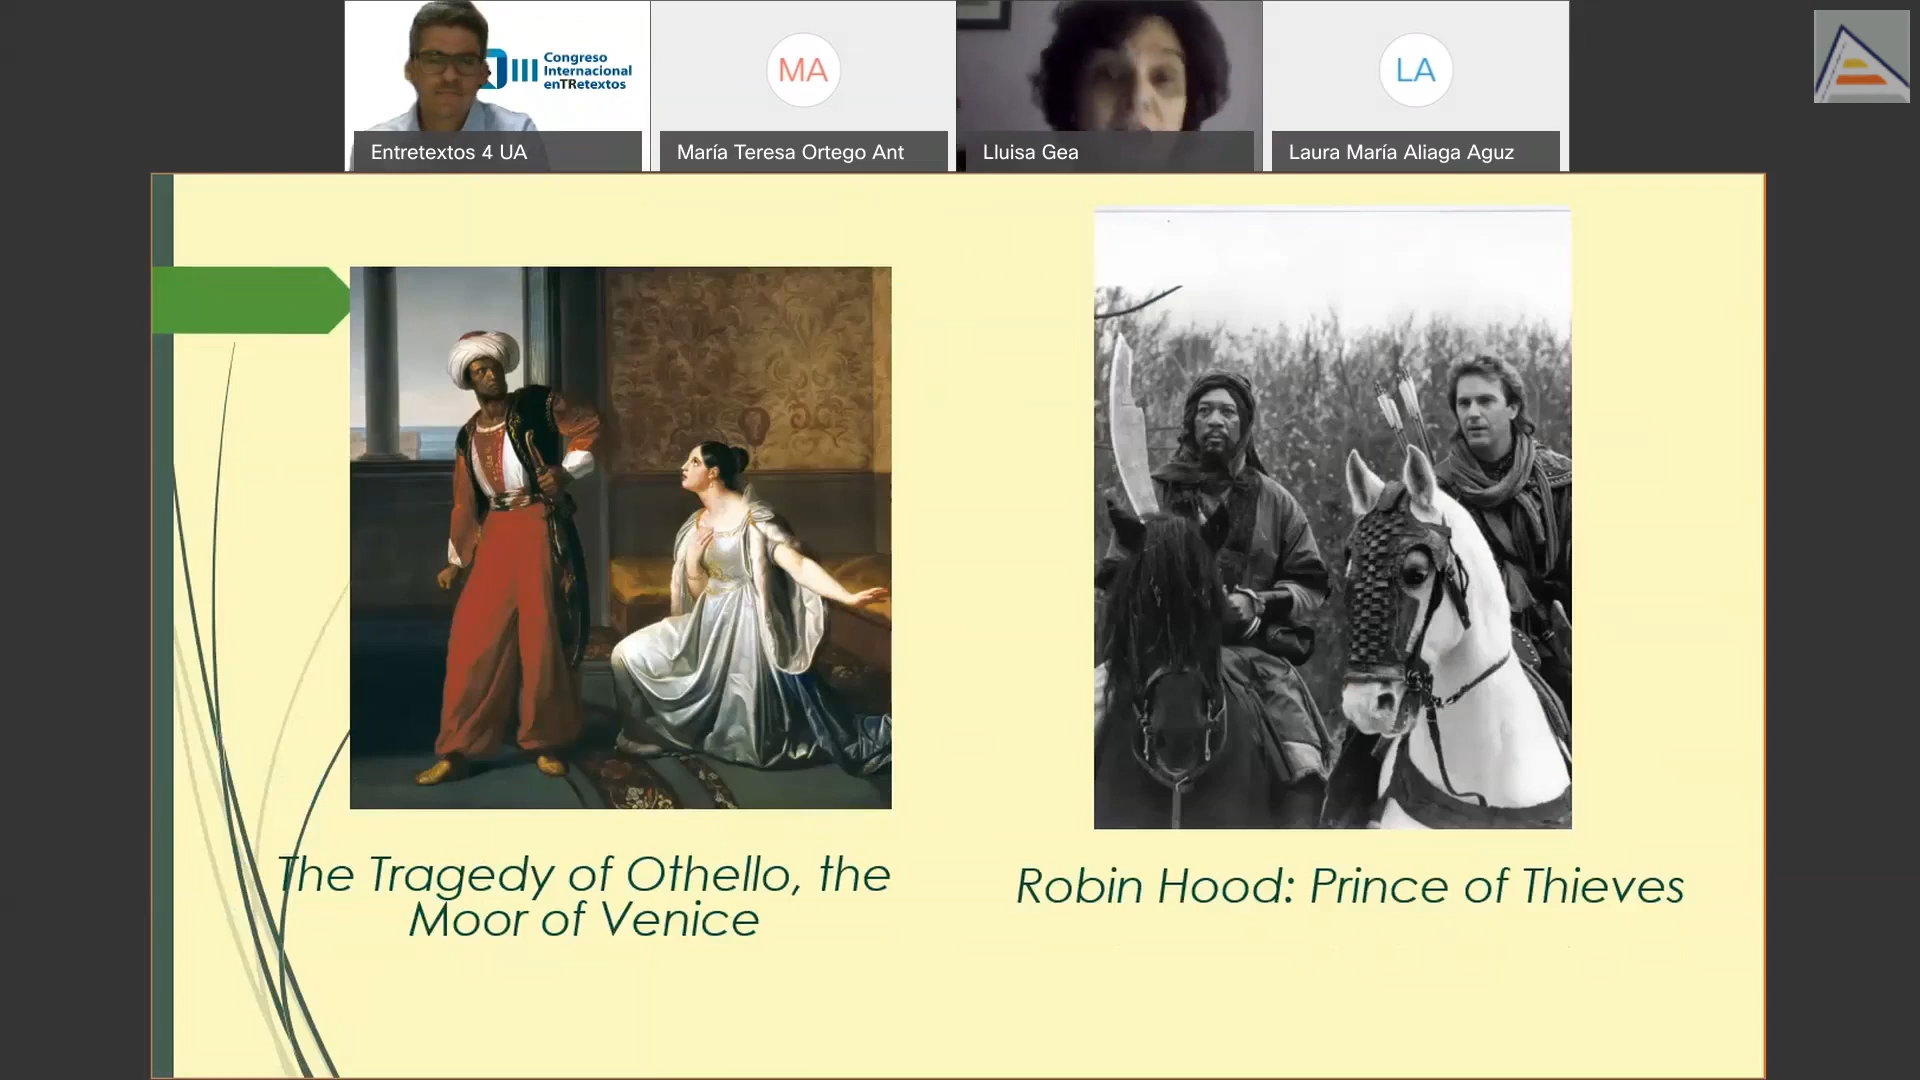 III Congreso
Internacional
enTRetextos
MA
LA
Entretextos 4 UA
María Teresa Ortego Ant
Lluisa Gea
Laura María Aliaga Aguz
The Tragedy of Othello, the
Moor of Venice
Robin Hood: Prince of Thieves